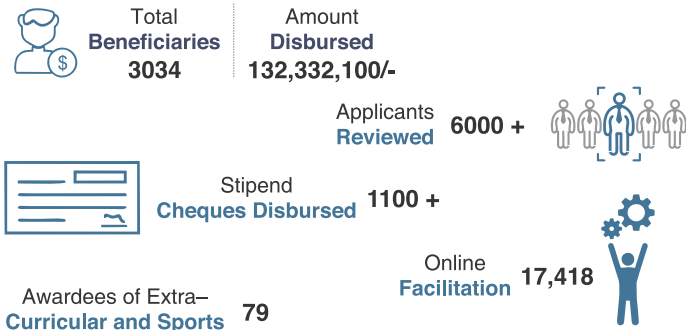 Total
Beneficiaries
3034
Amount
Disbursed
132,332,100/-
Applicants
Reviewed
6000 +
Stipend
Cheques Disbursed
1100 +
Online
Facilitation
17,418
Awardees of Extra–
Curricular and Sports
79
$